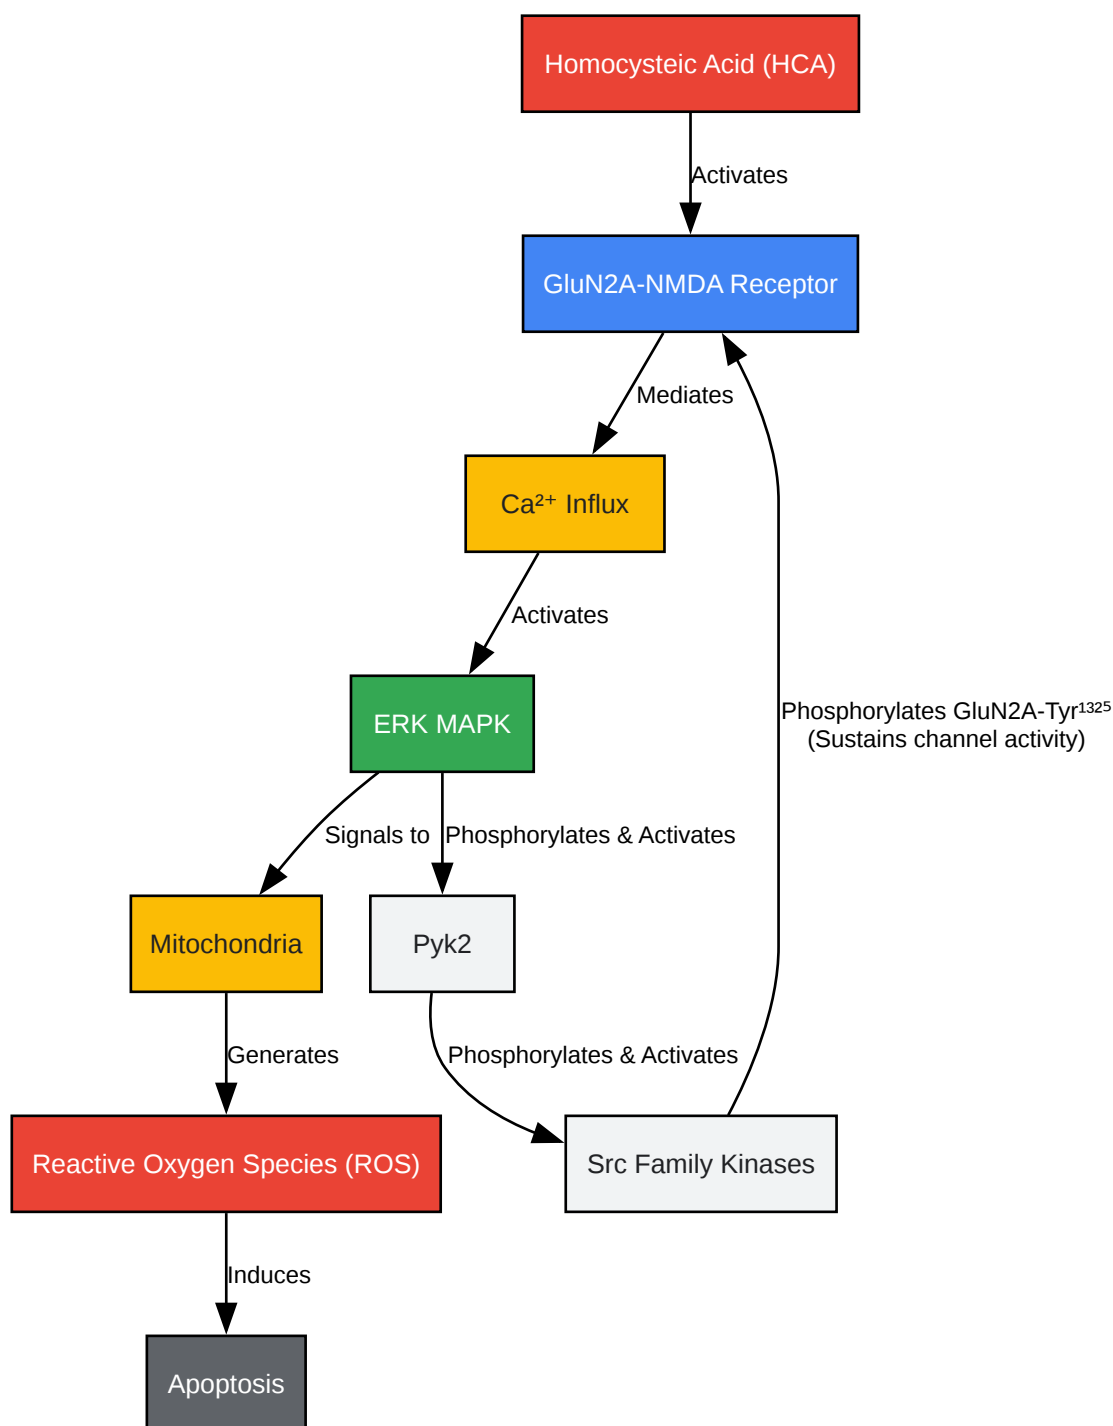 Homocysteic Acid (HCA)
Activates
GluN2A-NMDA Receptor
Mediates
Ca²⁺ Influx
Activates
ERK MAPK
Phosphorylates GluN2A-Tyr¹³²⁵
(Sustains channel activity)
Signals to
Phosphorylates & Activates
Mitochondria
Pyk2
Generates
Phosphorylates & Activates
Reactive Oxygen Species (ROS)
Src Family Kinases
Induces
Apoptosis